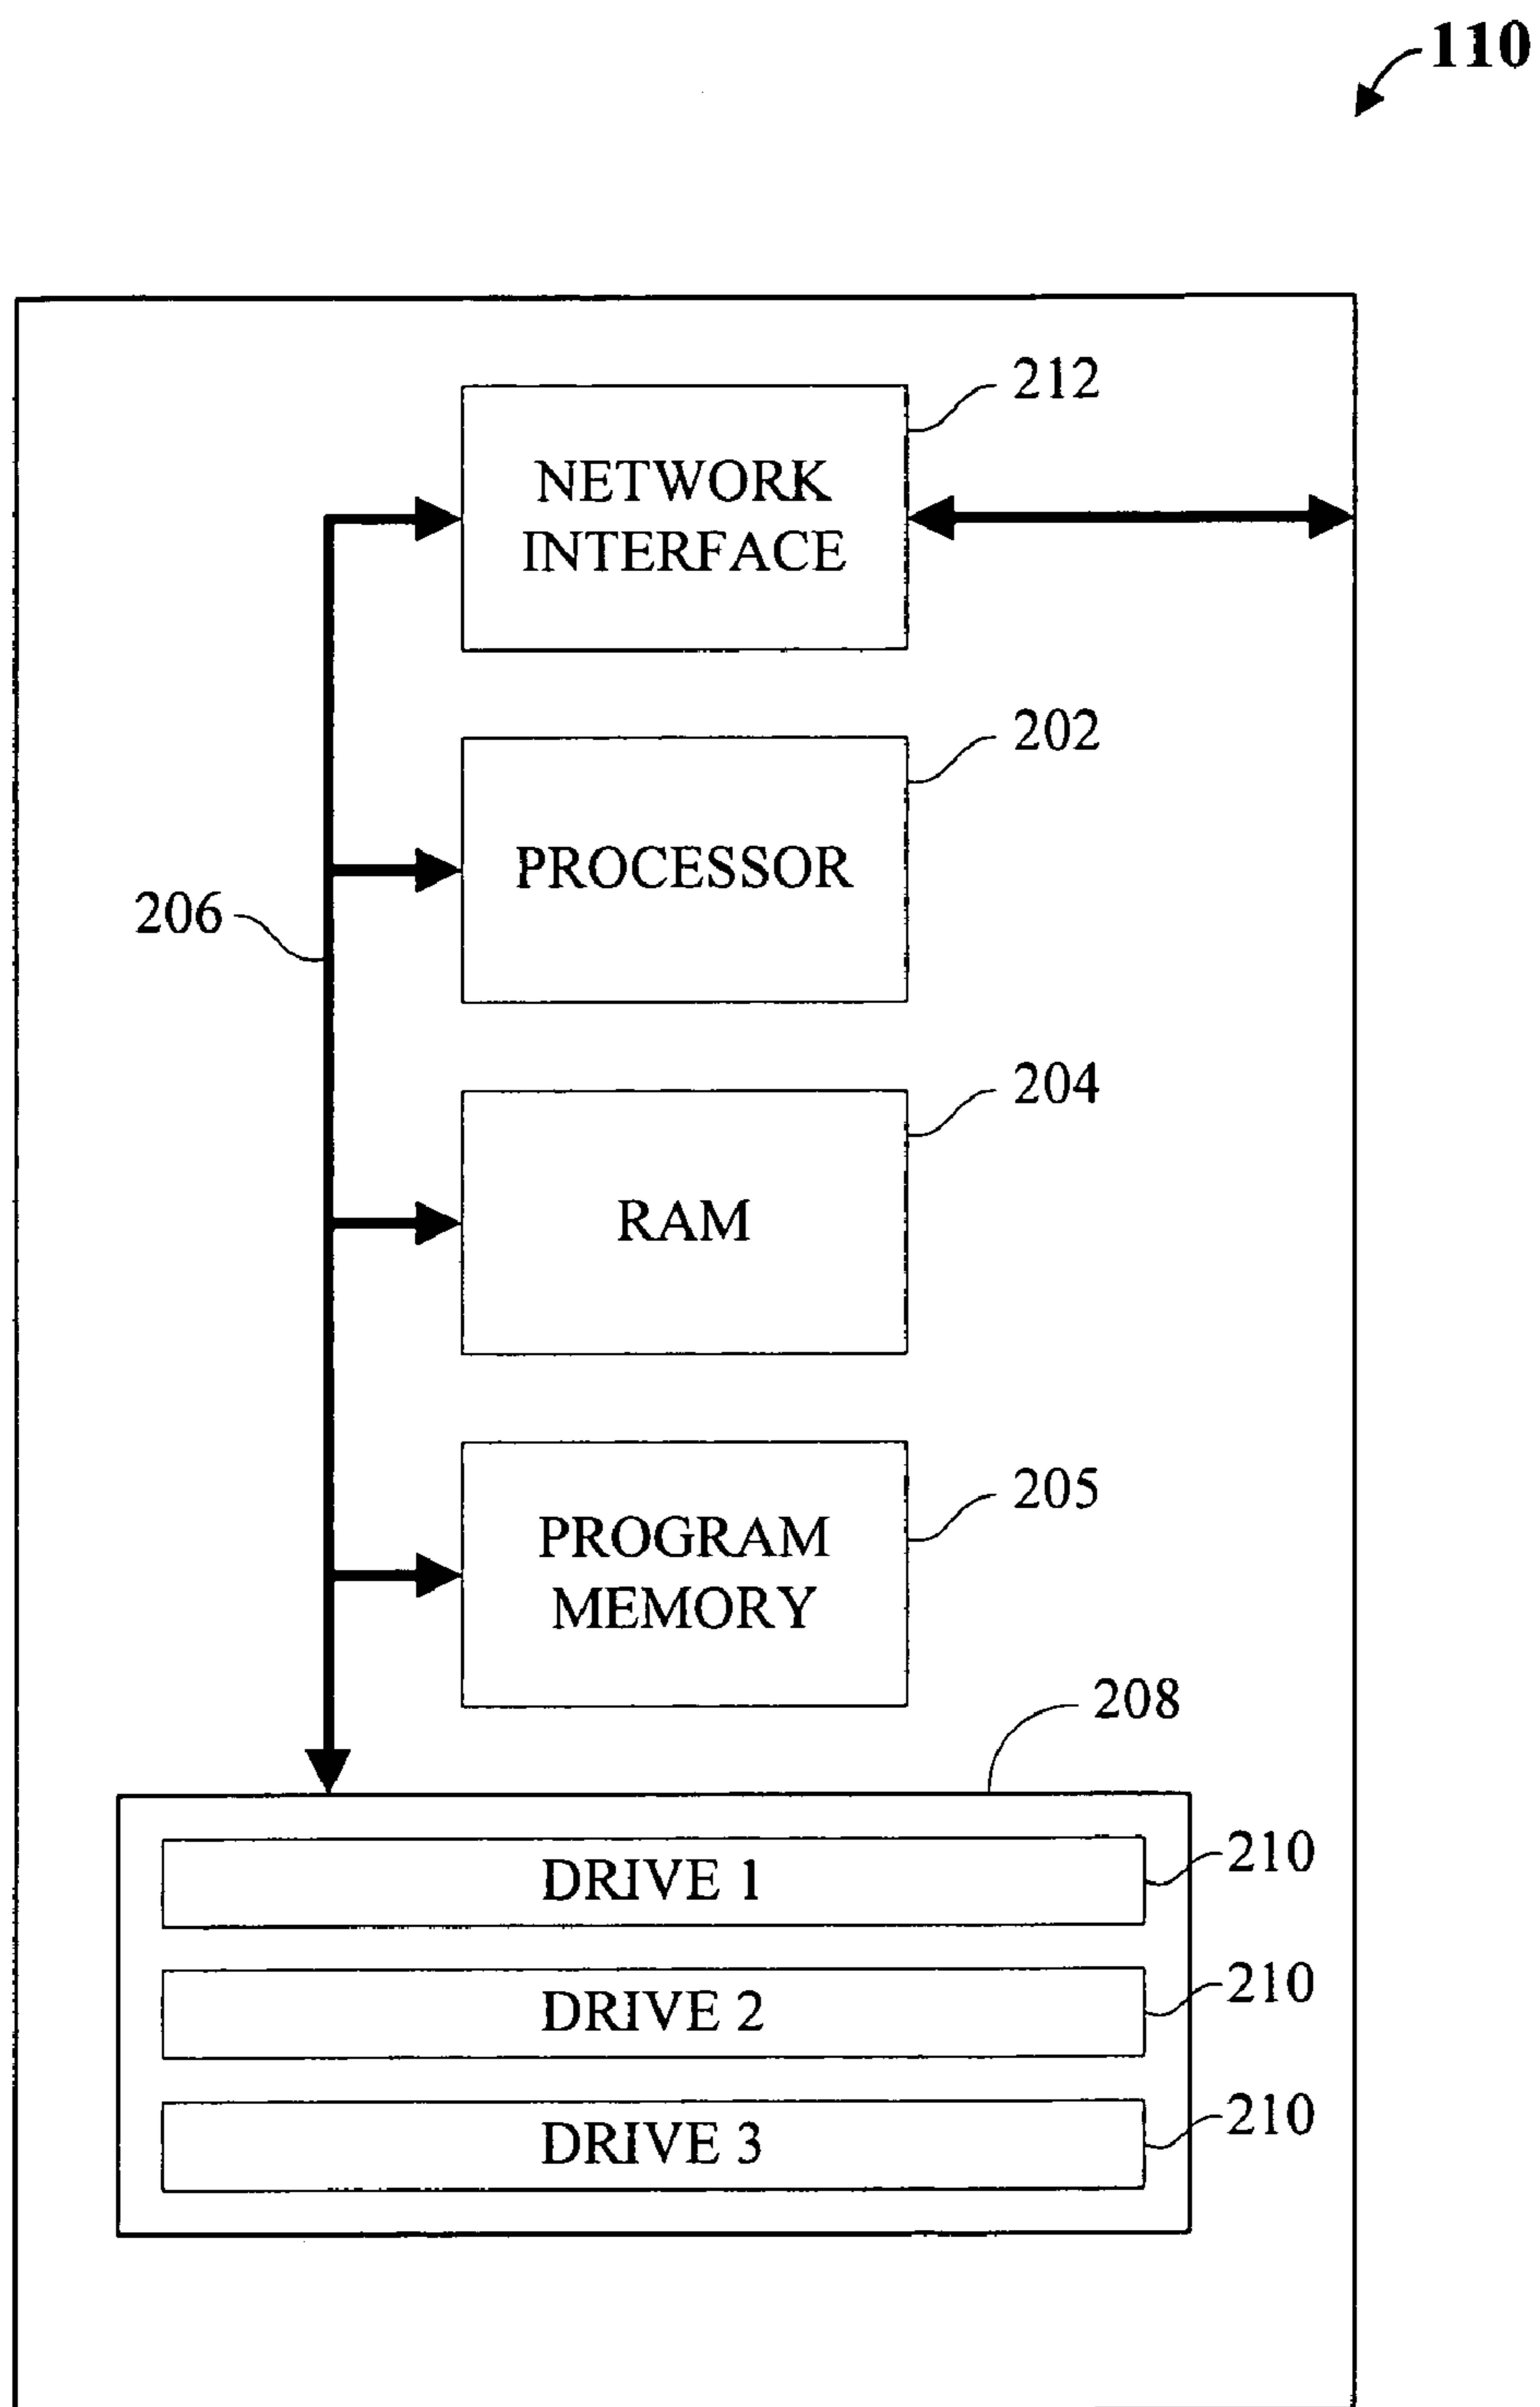 110
212
NETWORK
INTERFACE
202
PROCESSOR
206
204
RAM
205
PROGRAM
MEMORY
208
DRIVE 1
210
DRIVE 2
210
DRIVE 3
210